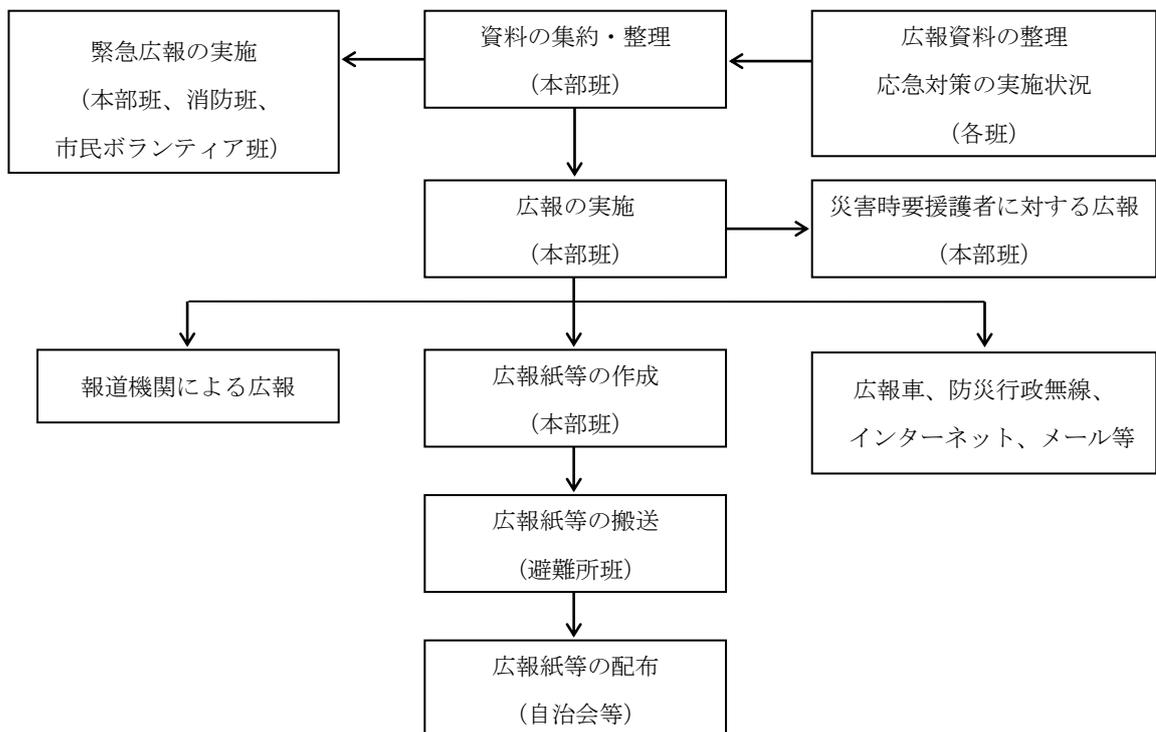 緊急広報の実施
（本部班、消防班、
市民ボランティア班）
資料の集約・整理
（本部班）
広報資料の整理
応急対策の実施状況
（各班）
広報の実施
（本部班）
災害時要援護者に対する広報
（本部班）
報道機関による広報
広報紙等の作成
（本部班）
広報車、防災行政無線、
インターネット、メール等
広報紙等の搬送
（避難所班）
広報紙等の配布
（自治会等）